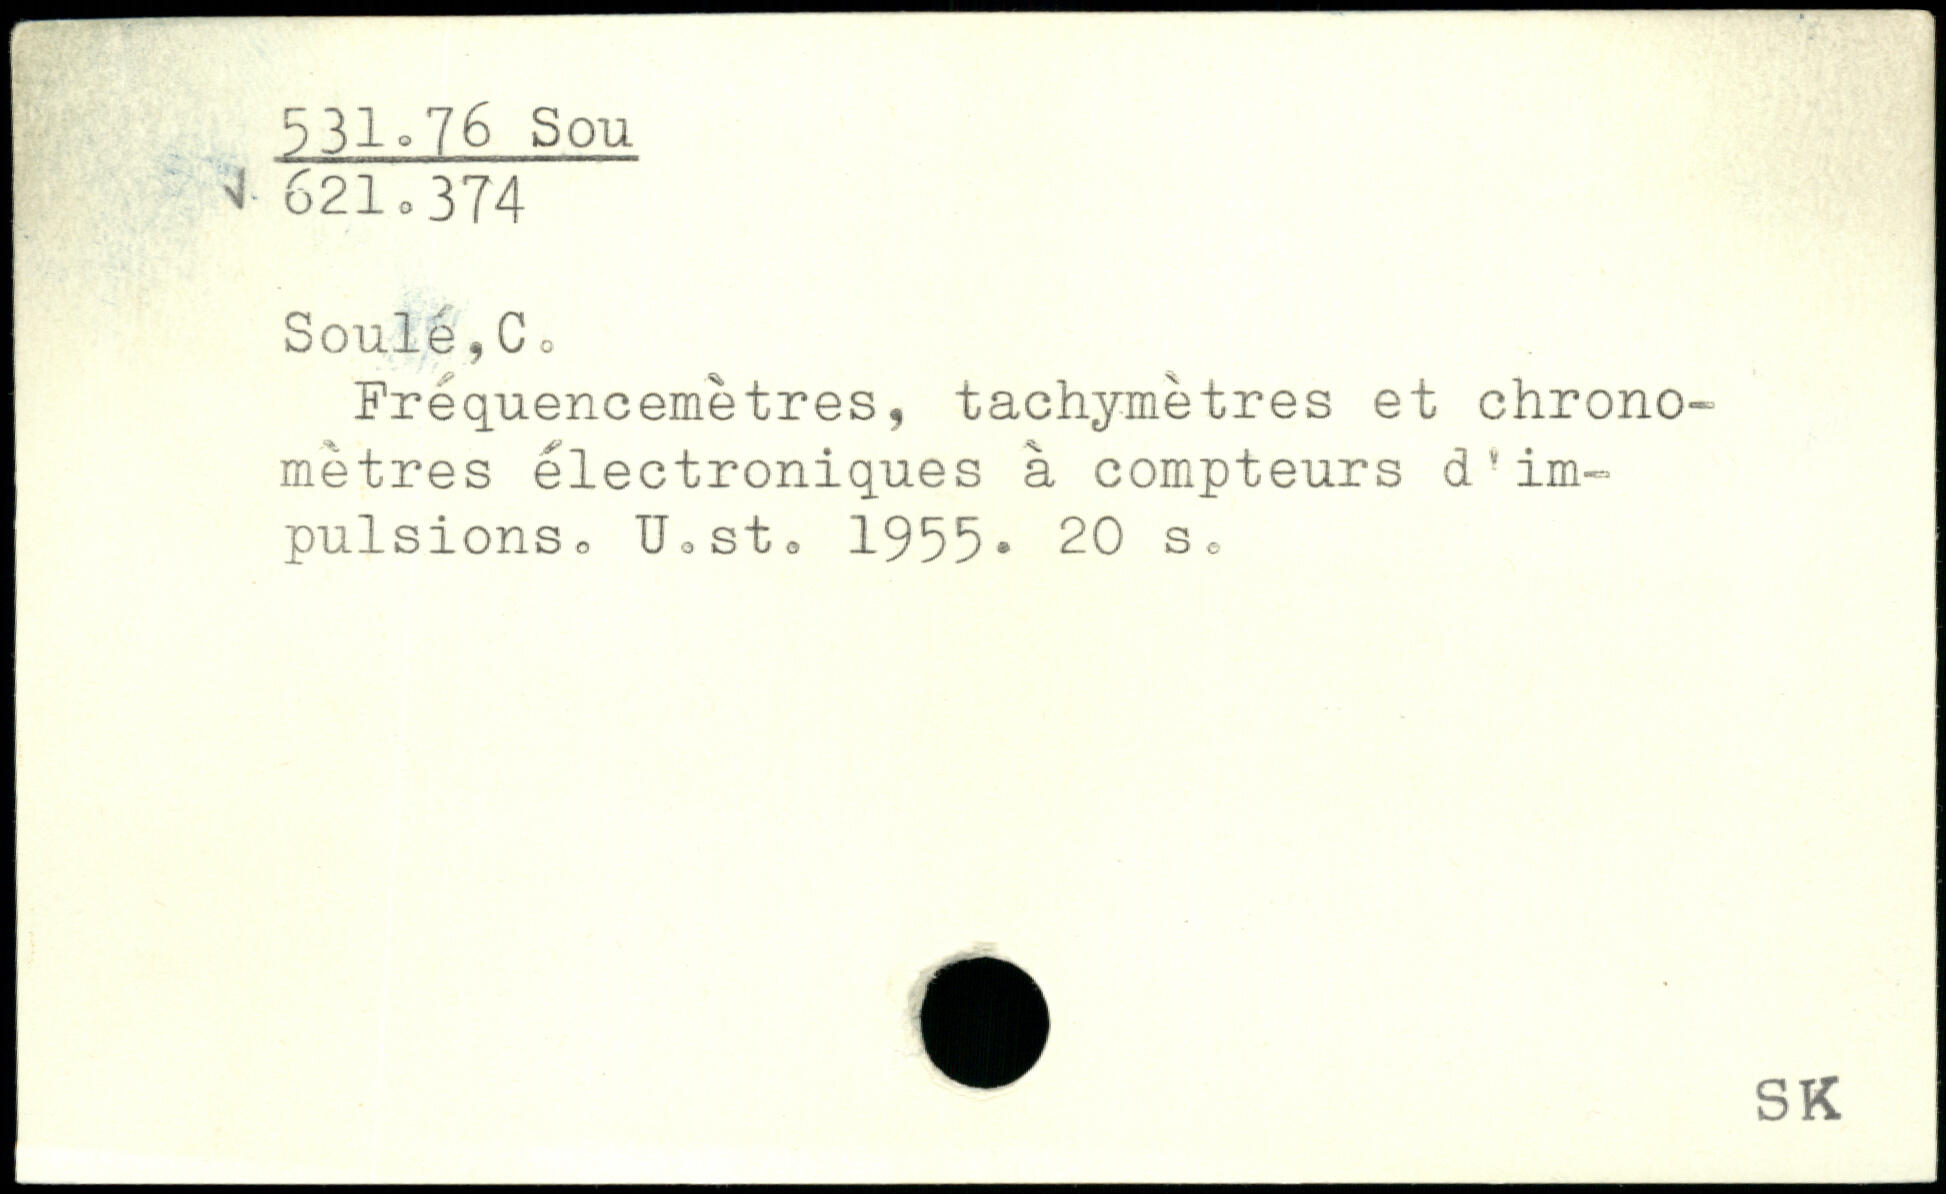 531.76 Sou
621.374
Soulé,C.
Fréquencemètres, tachymètres et chrono-
mètres électroniques à compteurs d'im-
pulsions. U.st. 1955. 20 s.
SK